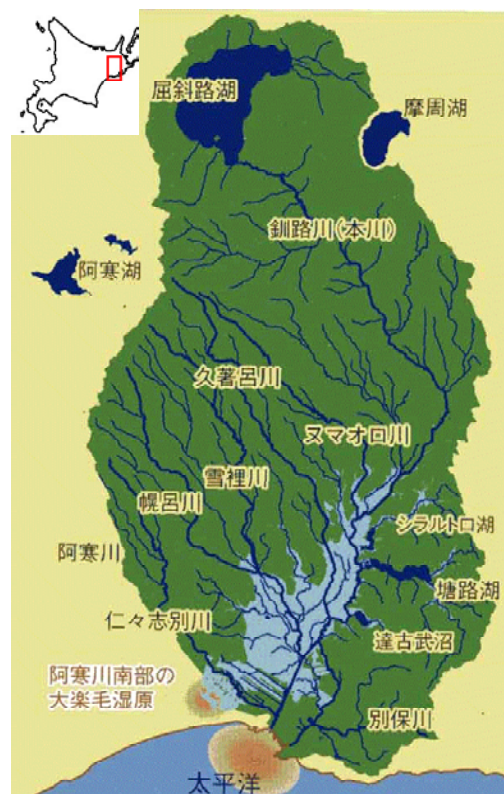 屈斜路湖
摩周湖
釧路川(本川)
阿寒湖
久著呂川
ヌマオロ川
雪裡川
幌呂川
シラルトロ湖
阿寒川
塘路湖
仁々志別川
達古武沼
阿寒川南部の
大楽毛湿原
別保川
太平洋